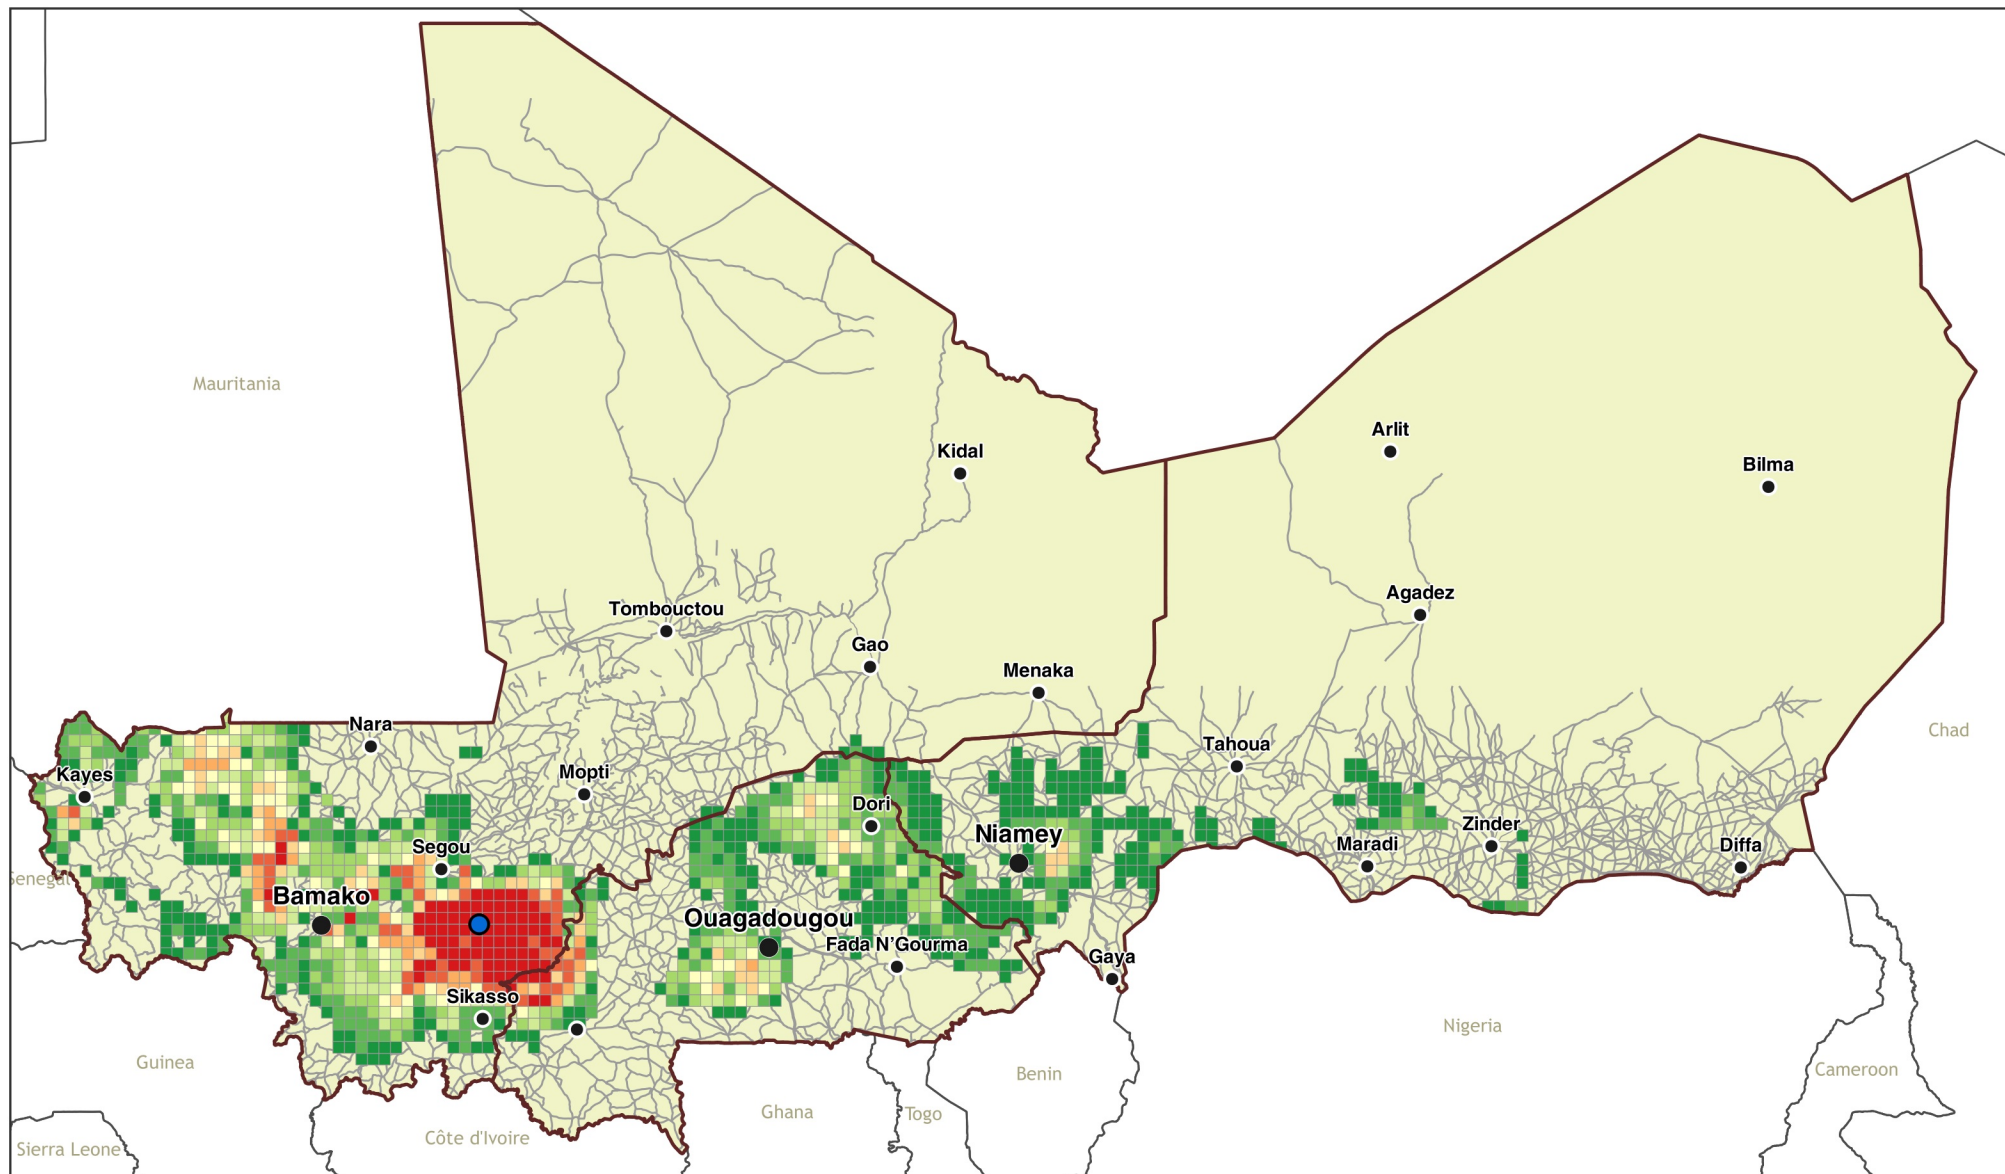 Mauritania
Arlit
Kidal
Bilma
Agadez
Tombouctou
Gao
Menaka
Nara
Chad
Tahoua
Kayes
Mopti
Dori
Zinder
Niamey
Segou
Maradi
Diffa
Senegal
Bamako
Ouagadougou
Fada N'Gourma
Gaya
Sikasso
Nigeria
Guinea
Benin
Cameroon
Ghana
Togo
Côte d'Ivoire
Sierra Leone